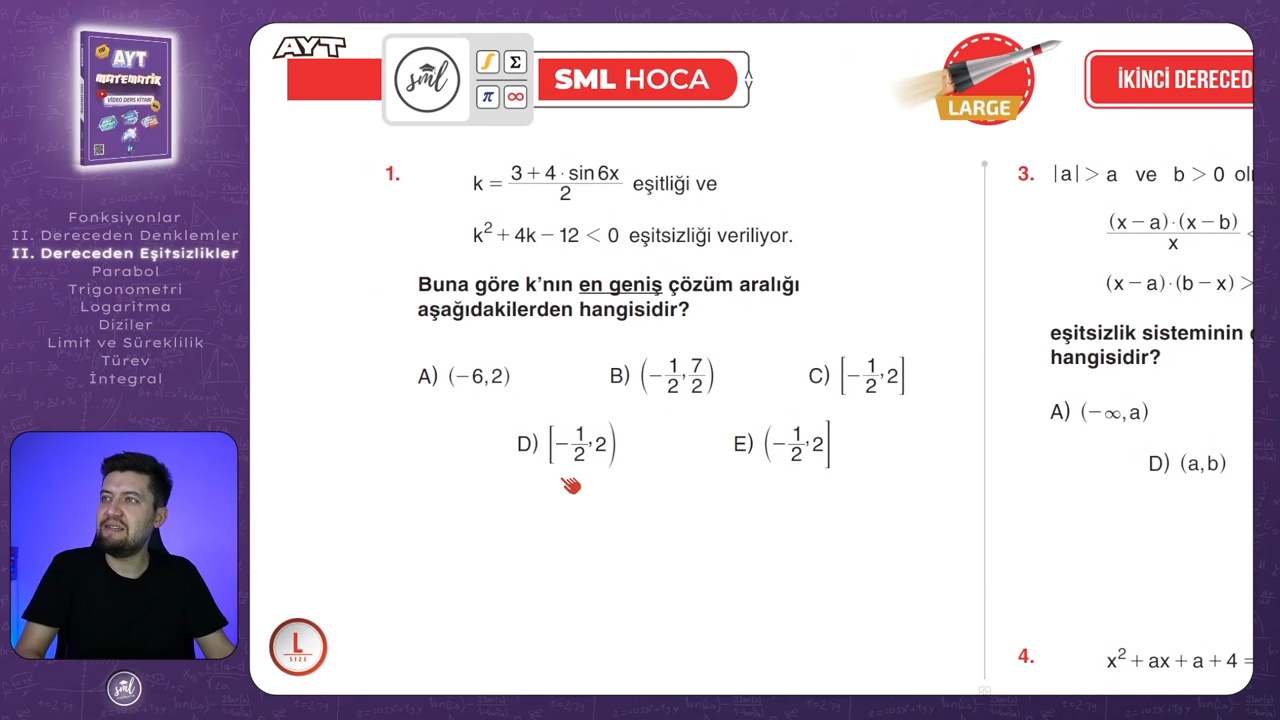 AYT
MATEMATİK
VİDEO DERS KİTABI
Fonksiyonlar
II. Dereceden Denklemler
II. Dereceden Eşitsizlikler
Parabol
Trigonometri
Logaritma
Diziler
Limit ve Süreklilik
Türev
İntegral
sml
AYT
sml
∫ Σ
π ∞
SML HOCA
LARGE
İKİNCİ DERECED
1. k = (3 + 4 · sin 6x)/2 eşitliği ve
k² + 4k − 12 < 0 eşitsizliği veriliyor.
Buna göre k’nın en geniş çözüm aralığı
aşağıdakilerden hangisidir?
A) (−6, 2) B) (−1/2, 7/2) C) [−1/2, 2]
D) [−1/2, 2) E) (−1/2, 2]
L
SIZE
3. |a| > a ve b > 0 ol
(x − a) · (x − b)
x <
(x − a) · (b − x) >
eşitsizlik sisteminin
hangisidir?
A) (−∞, a)
D) (a, b)
4. x² + ax + a + 4 =